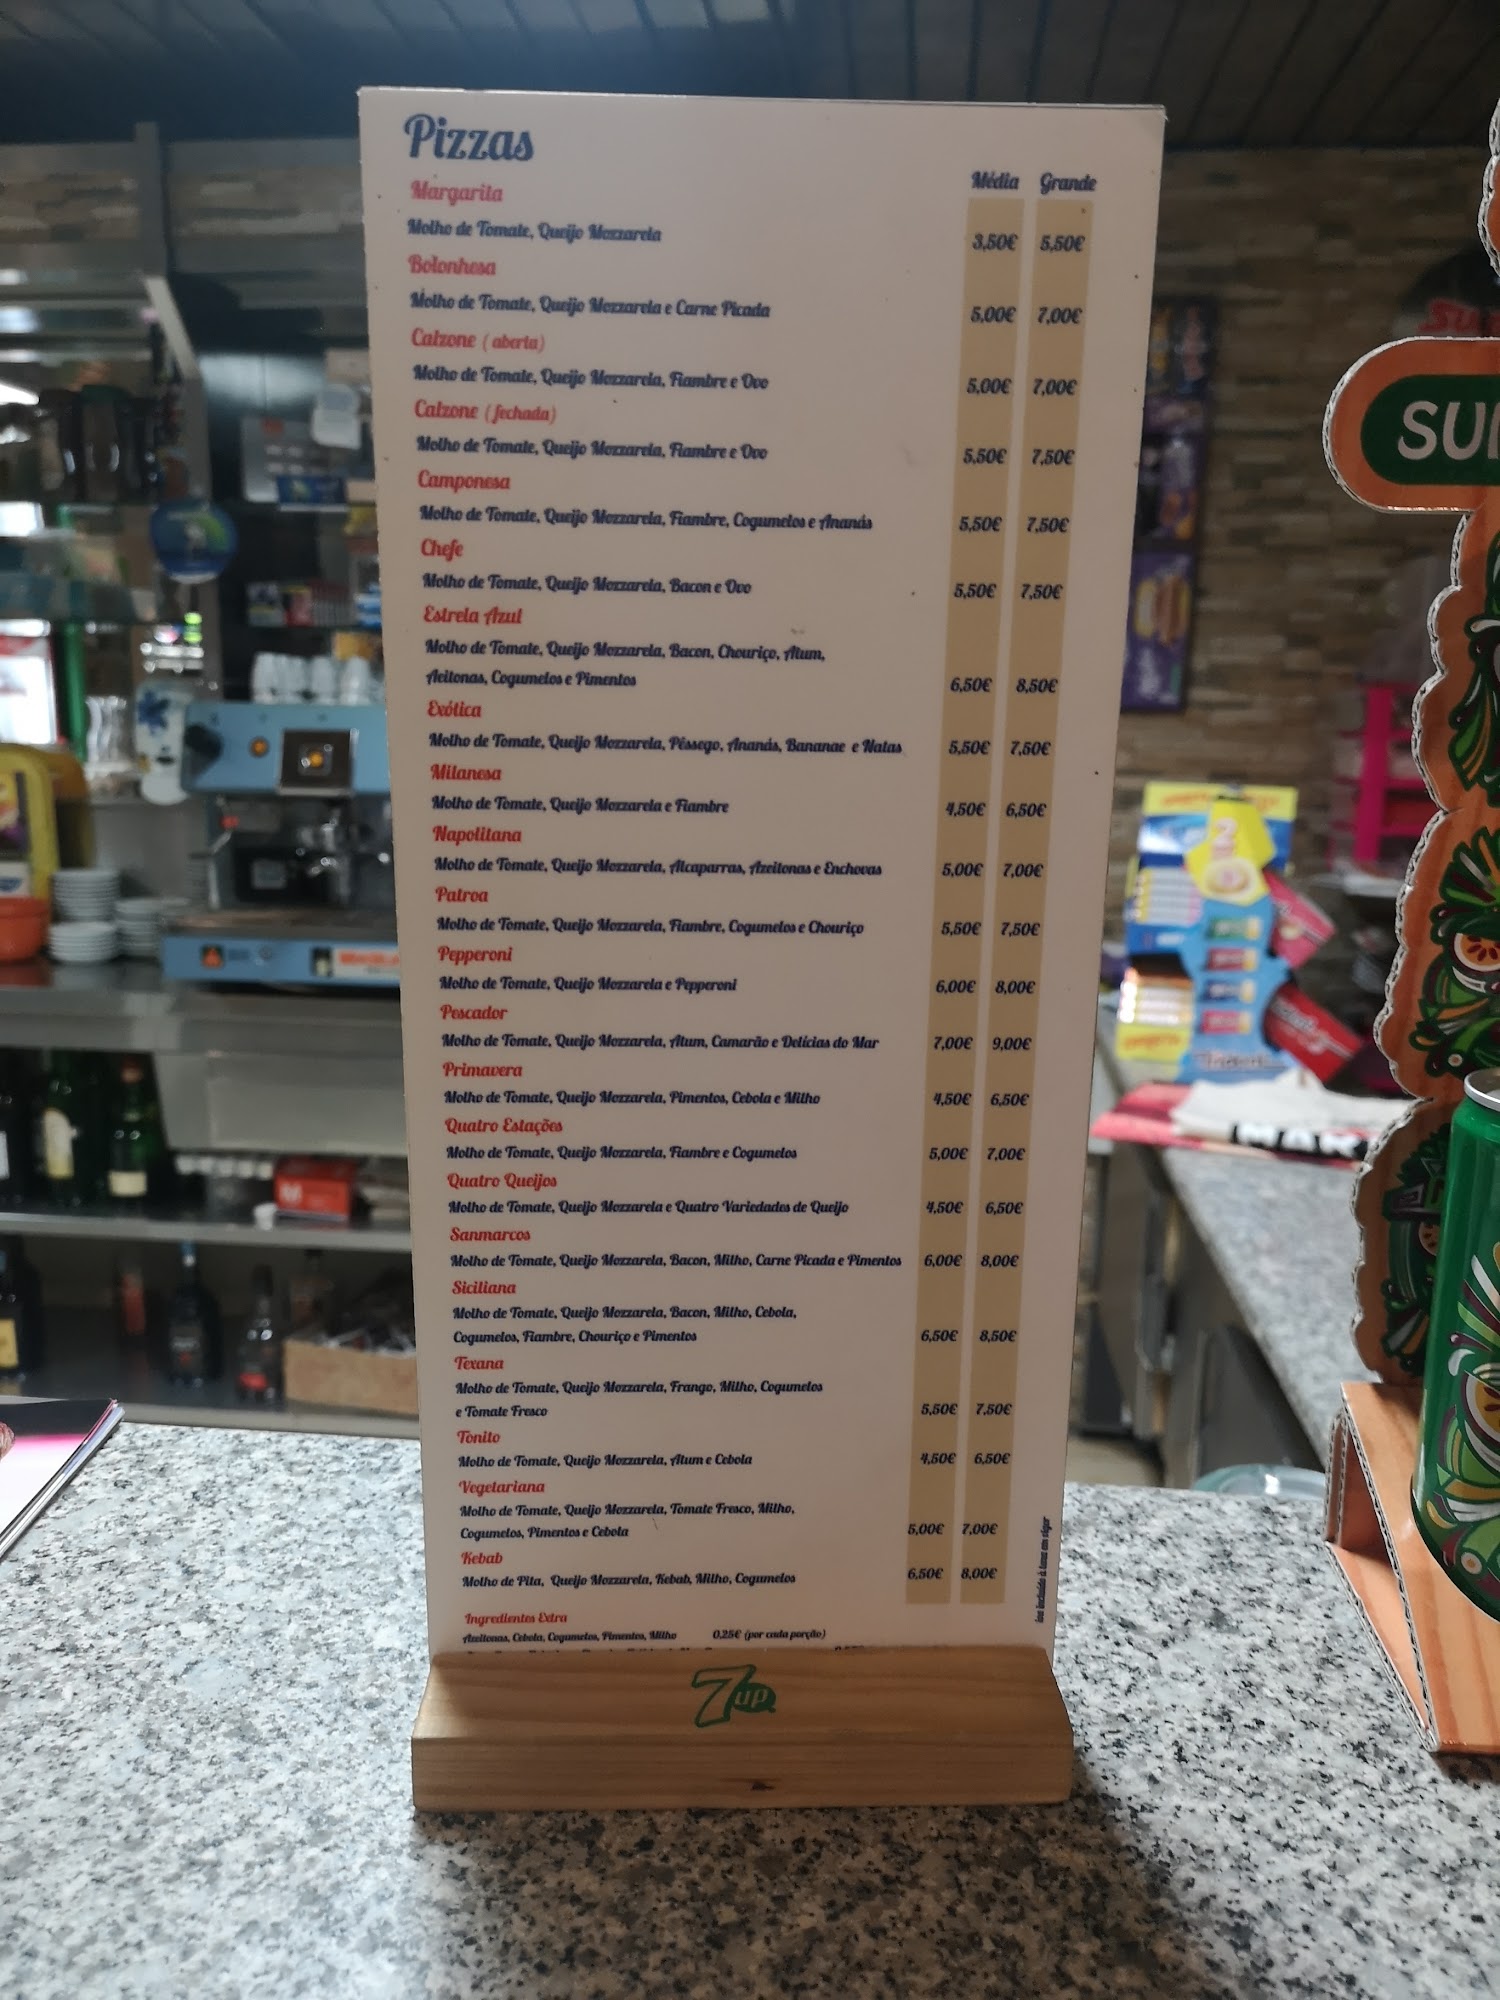 Pizzas
Média Grande
Margarita
Molho de Tomate, Queijo Mozzarela 3,50€ 5,50€
Bolonhesa
Molho de Tomate, Queijo Mozzarela e Carne Picada 5,00€ 7,00€
Calzone ( aberta)
Molho de Tomate, Queijo Mozzarela, Fiambre e Ovo 5,00€ 7,00€
Calzone ( fechada)
Molho de Tomate, Queijo Mozzarela, Fiambre e Ovo 5,50€ 7,50€
Camponesa
Molho de Tomate, Queijo Mozzarela, Fiambre, Cogumelos e Ananás 5,50€ 7,50€
Chefe
Molho de Tomate, Queijo Mozzarela, Bacon e Ovo 5,50€ 7,50€
Estrela Azul
Molho de Tomate, Queijo Mozzarela, Bacon, Chouriço, Atum,
Aeitonas, Cogumelos e Pimentos 6,50€ 8,50€
Exótica
Molho de Tomate, Queijo Mozzarela, Pêssego, Ananás, Bananae e Natas 5,50€ 7,50€
Milanesa
Molho de Tomate, Queijo Mozzarela e Fiambre 4,50€ 6,50€
Napolitana
Molho de Tomate, Queijo Mozzarela, Alcaparras, Azeitonas e Enchovas 5,00€ 7,00€
Patroa
Molho de Tomate, Queijo Mozzarela, Fiambre, Cogumelos e Chouriço 5,50€ 7,50€
Pepperoni
Molho de Tomate, Queijo Mozzarela e Pepperoni 6,00€ 8,00€
Pescador
Molho de Tomate, Queijo Mozzarela, Atum, Camarão e Delícias do Mar 7,00€ 9,00€
Primavera
Molho de Tomate, Queijo Mozzarela, Pimentos, Cebola e Milho 4,50€ 6,50€
Quatro Estações
Molho de Tomate, Queijo Mozzarela, Fiambre e Cogumelos 5,00€ 7,00€
Quatro Queijos
Molho de Tomate, Queijo Mozzarela e Quatro Variedades de Queijo 4,50€ 6,50€
Sanmarcos
Molho de Tomate, Queijo Mozzarela, Bacon, Milho, Carne Picada e Pimentos 6,00€ 8,00€
Siciliana
Molho de Tomate, Queijo Mozzarela, Bacon, Milho, Cebola,
Cogumelos, Fiambre, Chouriço e Pimentos 6,50€ 8,50€
Texana
Molho de Tomate, Queijo Mozzarela, Frango, Milho, Cogumelos
e Tomate Fresco 5,50€ 7,50€
Tonito
Molho de Tomate, Queijo Mozzarela, Atum e Cebola 4,50€ 6,50€
Vegetariana
Molho de Tomate, Queijo Mozzarela, Tomate Fresco, Milho,
Cogumelos, Pimentos e Cebola 5,00€ 7,00€
Kebab
Molho de Pita, Queijo Mozzarela, Kebab, Milho, Cogumelos 6,50€ 8,00€
Ingredientes Extra
Azeitonas, Cebola, Cogumelos, Pimentos, Milho 0,25€ (por cada porção)
iva incluído à taxa em vigor
7up
SU